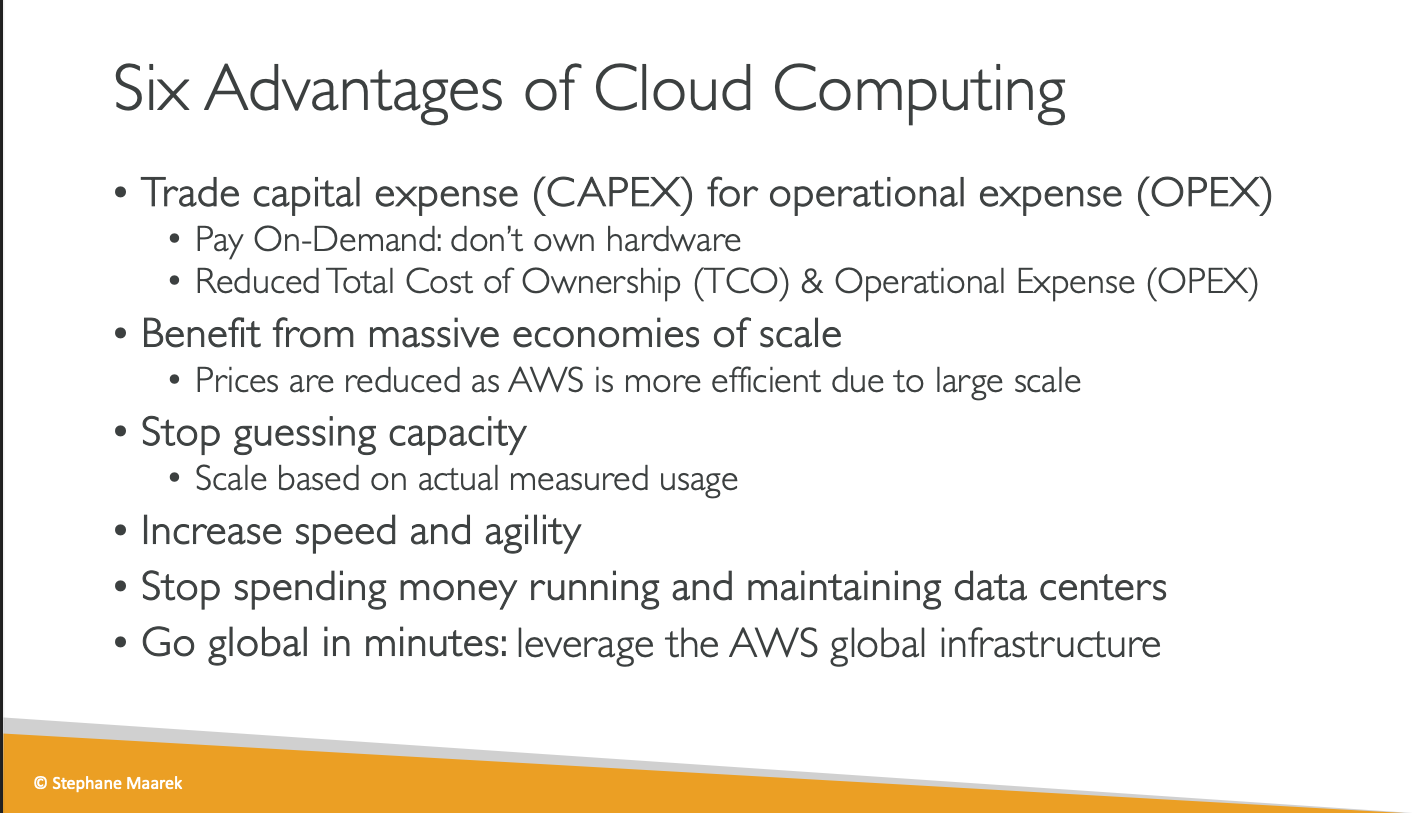 Six Advantages of Cloud Computing
• Trade capital expense (CAPEX) for operational expense (OPEX)
• Pay On-Demand: don’t own hardware
• Reduced Total Cost of Ownership (TCO) & Operational Expense (OPEX)
• Benefit from massive economies of scale
• Prices are reduced as AWS is more efficient due to large scale
• Stop guessing capacity
• Scale based on actual measured usage
• Increase speed and agility
• Stop spending money running and maintaining data centers
• Go global in minutes: leverage the AWS global infrastructure
© Stephane Maarek